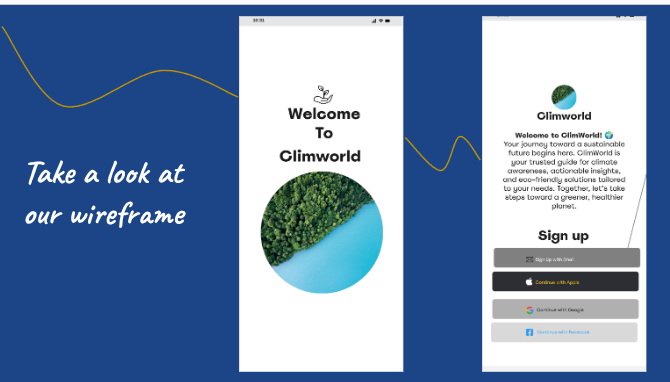 Take a look at
our wireframe
Welcome
To
Climworld
Climworld
Welcome to ClimWorld! 🌍
Your journey toward a sustainable
future begins here. ClimWorld is
your trusted guide for climate
awareness, actionable insights,
and eco-friendly solutions tailored
to your needs. Together, let's take
steps toward a greener, healthier
planet.
Sign up
Sign Up with Email
Continue with Apple
Continue with Google
Continue with Facebook